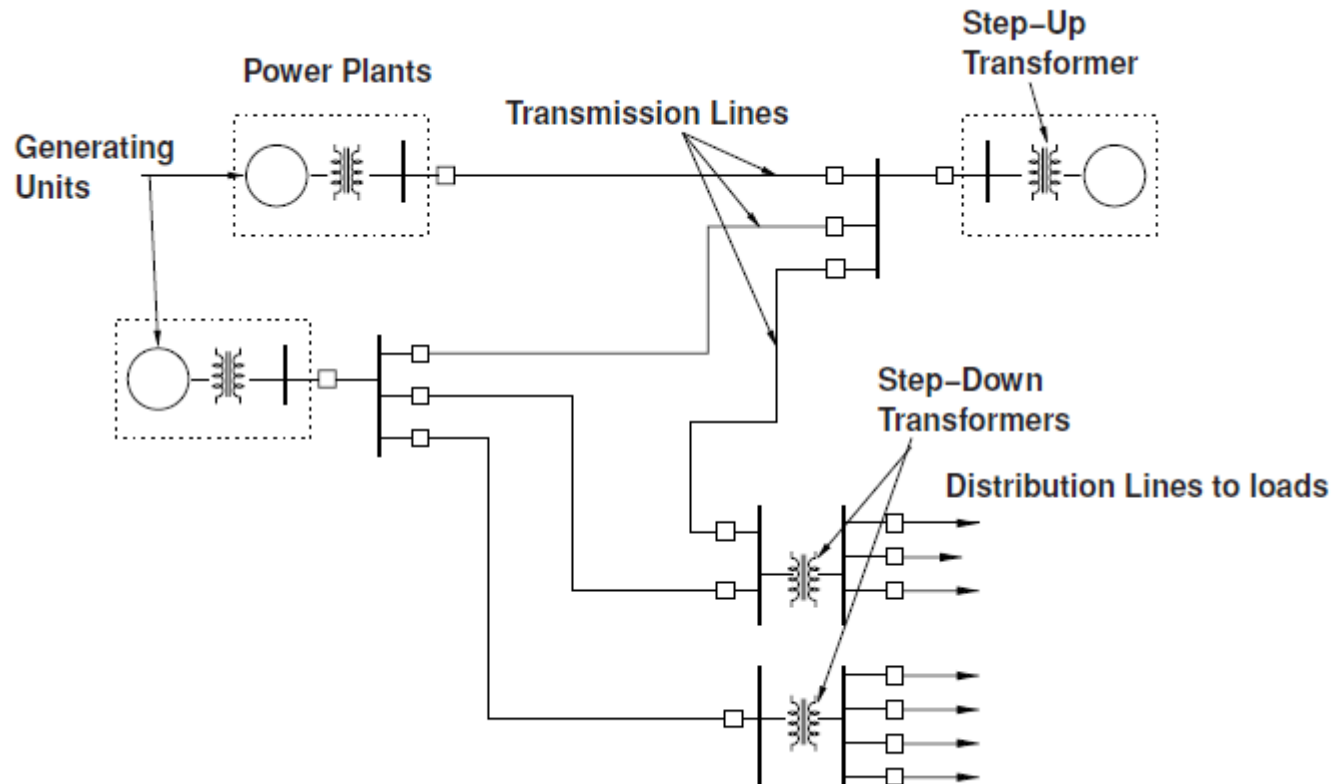 Step–Up
Transformer
Power Plants
Transmission Lines
Generating
Units
Step–Down
Transformers
Distribution Lines to loads